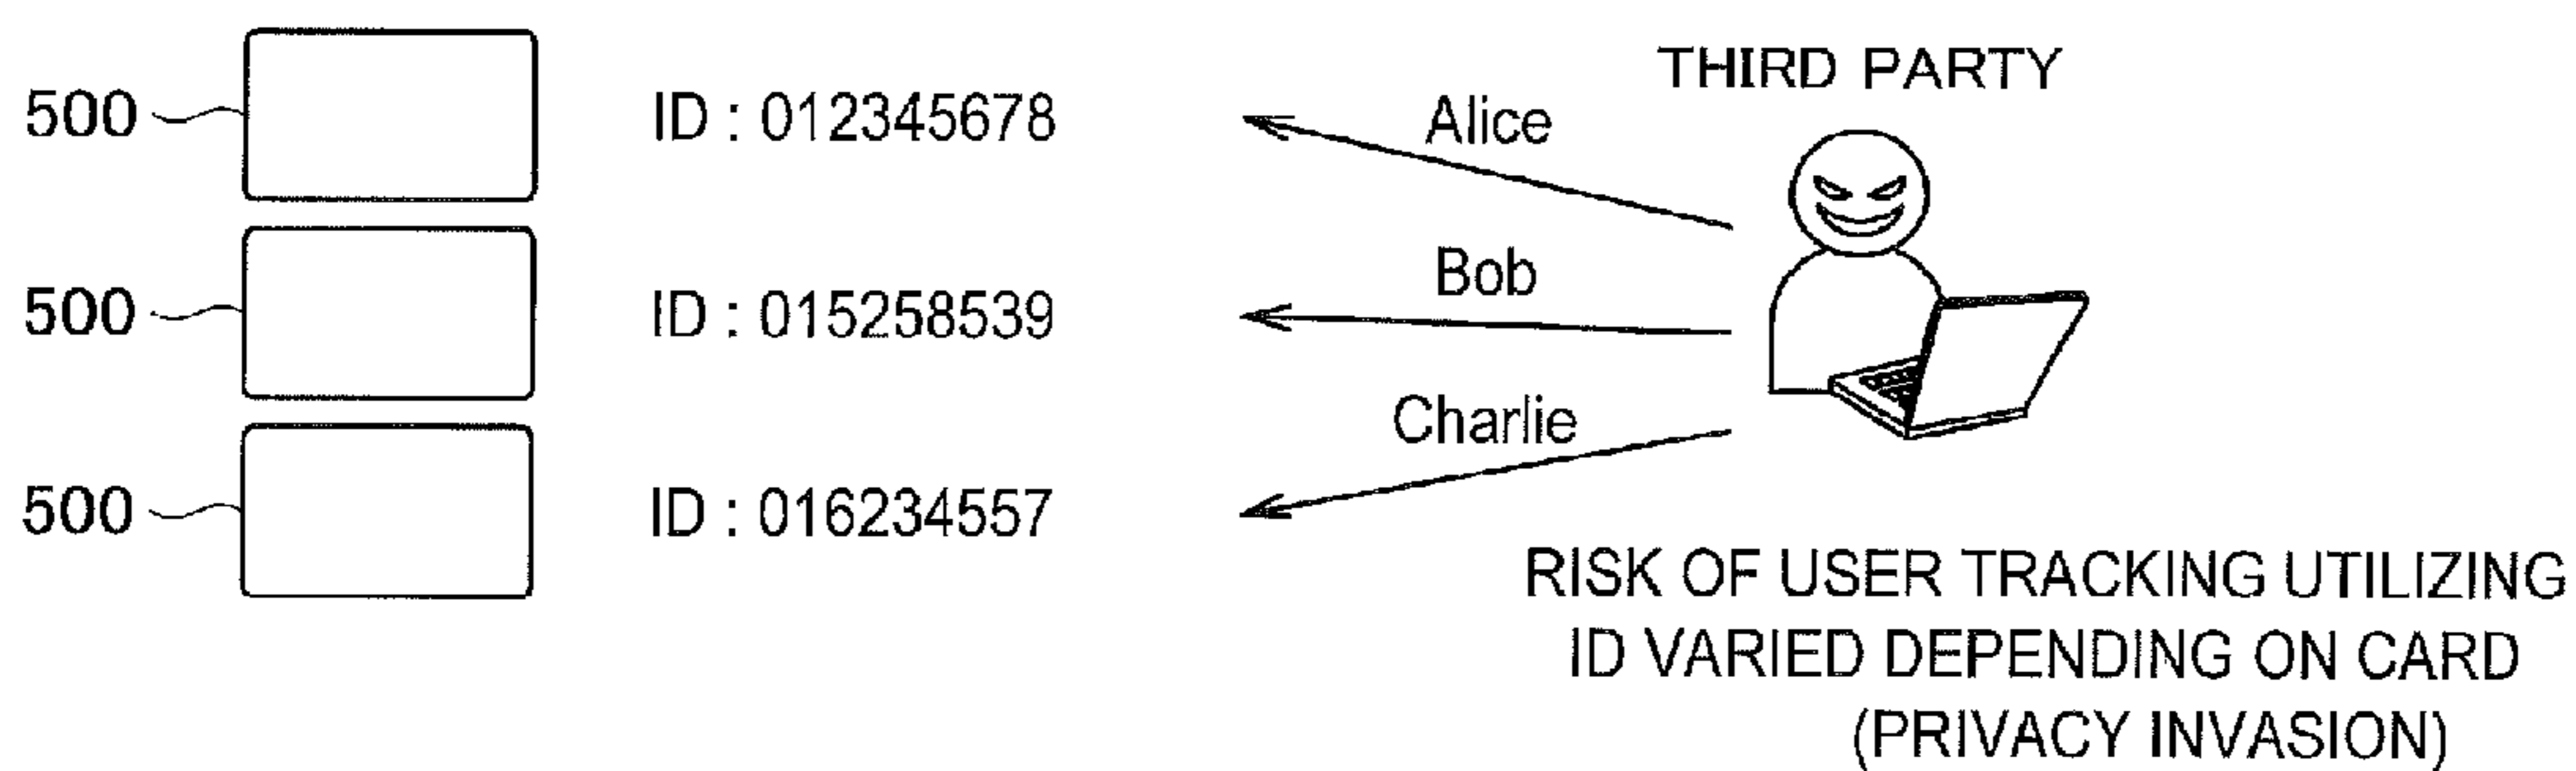 THIRD PARTY
500 ID : 012345678 Alice
500 ID : 015258539 Bob
500 ID : 016234557 Charlie
RISK OF USER TRACKING UTILIZING
ID VARIED DEPENDING ON CARD
(PRIVACY INVASION)